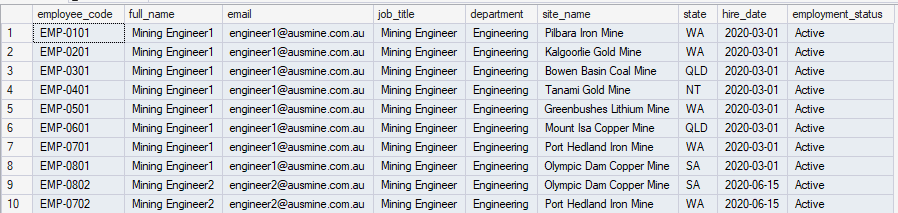 employee_code full_name email job_title department site_name state hire_date employment_status
1 EMP-0101 Mining Engineer1 engineer1@ausmine.com.au Mining Engineer Engineering Pilbara Iron Mine WA 2020-03-01 Active
2 EMP-0201 Mining Engineer1 engineer1@ausmine.com.au Mining Engineer Engineering Kalgoorlie Gold Mine WA 2020-03-01 Active
3 EMP-0301 Mining Engineer1 engineer1@ausmine.com.au Mining Engineer Engineering Bowen Basin Coal Mine QLD 2020-03-01 Active
4 EMP-0401 Mining Engineer1 engineer1@ausmine.com.au Mining Engineer Engineering Tanami Gold Mine NT 2020-03-01 Active
5 EMP-0501 Mining Engineer1 engineer1@ausmine.com.au Mining Engineer Engineering Greenbushes Lithium Mine WA 2020-03-01 Active
6 EMP-0601 Mining Engineer1 engineer1@ausmine.com.au Mining Engineer Engineering Mount Isa Copper Mine QLD 2020-03-01 Active
7 EMP-0701 Mining Engineer1 engineer1@ausmine.com.au Mining Engineer Engineering Port Hedland Iron Mine WA 2020-03-01 Active
8 EMP-0801 Mining Engineer1 engineer1@ausmine.com.au Mining Engineer Engineering Olympic Dam Copper Mine SA 2020-03-01 Active
9 EMP-0802 Mining Engineer2 engineer2@ausmine.com.au Mining Engineer Engineering Olympic Dam Copper Mine SA 2020-06-15 Active
10 EMP-0702 Mining Engineer2 engineer2@ausmine.com.au Mining Engineer Engineering Port Hedland Iron Mine WA 2020-06-15 Active